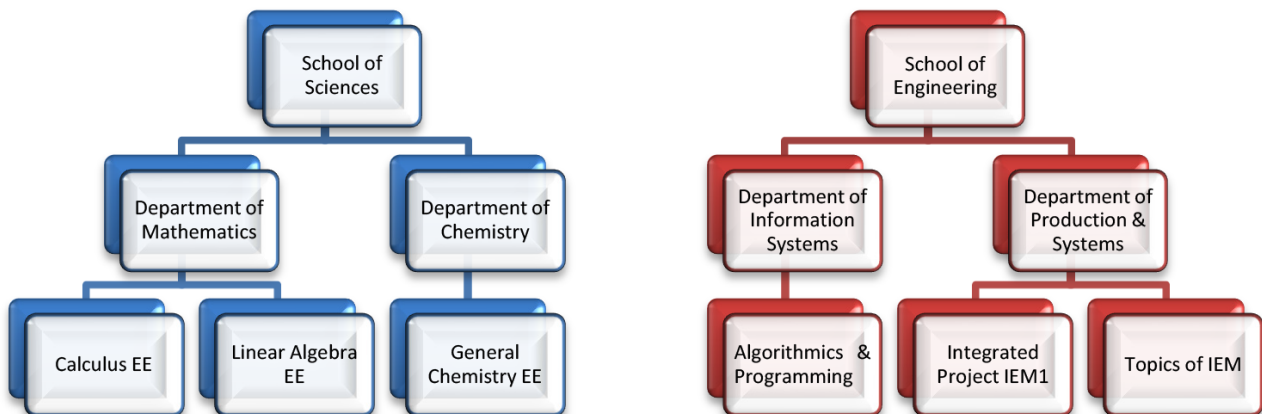 School of
Sciences
School of
Engineering
Department of
Mathematics
Department of
Chemistry
Department of
Information
Systems
Department of
Production &
Systems
Calculus EE
Linear Algebra
EE
General
Chemistry EE
Algorithmics &
Programming
Integrated
Project IEM1
Topics of IEM